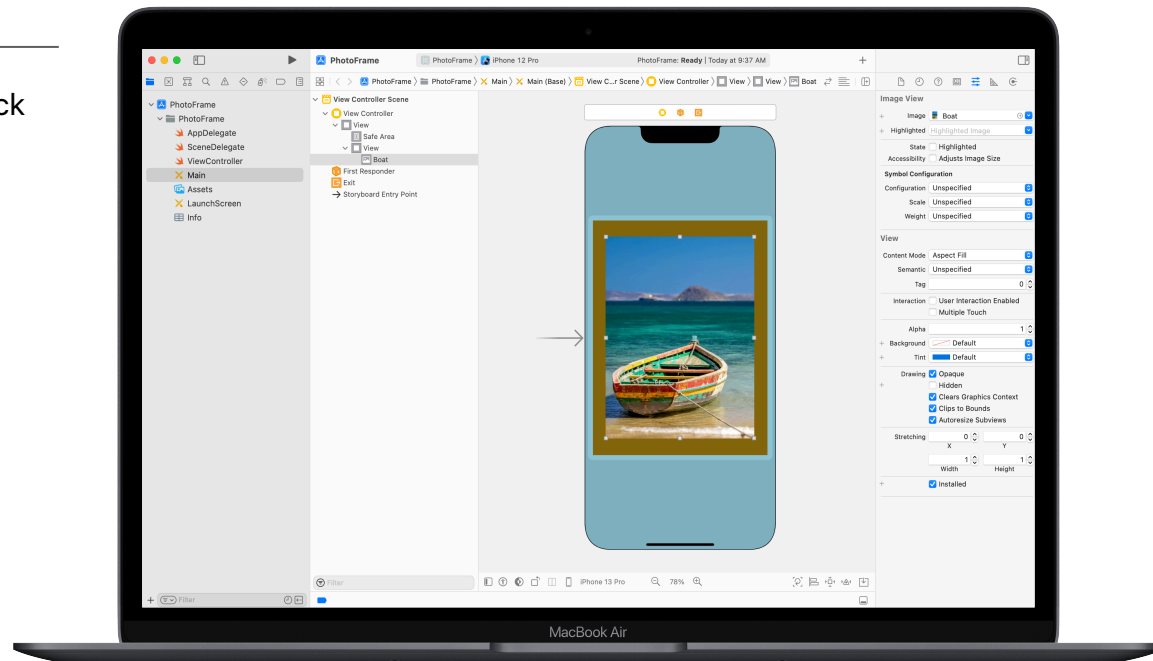 ck
PhotoFrame
PhotoFrame
iPhone 12 Pro
PhotoFrame: Ready | Today at 9:37 AM
PhotoFrame
PhotoFrame
Main
Main (Base)
View C...r Scene
View Controller
View
View
Boat
PhotoFrame
PhotoFrame
AppDelegate
SceneDelegate
ViewController
Main
Assets
LaunchScreen
Info
Filter
View Controller Scene
View Controller
View
Safe Area
View
Boat
First Responder
Exit
Storyboard Entry Point
Filter
iPhone 13 Pro
78%
Image View
Image Boat
Highlighted Highlighted Image
State Highlighted
Accessibility Adjusts Image Size
Symbol Configuration
Configuration Unspecified
Scale Unspecified
Weight Unspecified
View
Content Mode Aspect Fill
Semantic Unspecified
Tag 0
Interaction User Interaction Enabled
Multiple Touch
Alpha 1
Background Default
Tint Default
Drawing Opaque
Hidden
Clears Graphics Context
Clips to Bounds
Autoresize Subviews
Stretching 0 0
X Y
1 1
Width Height
Installed
MacBook Air